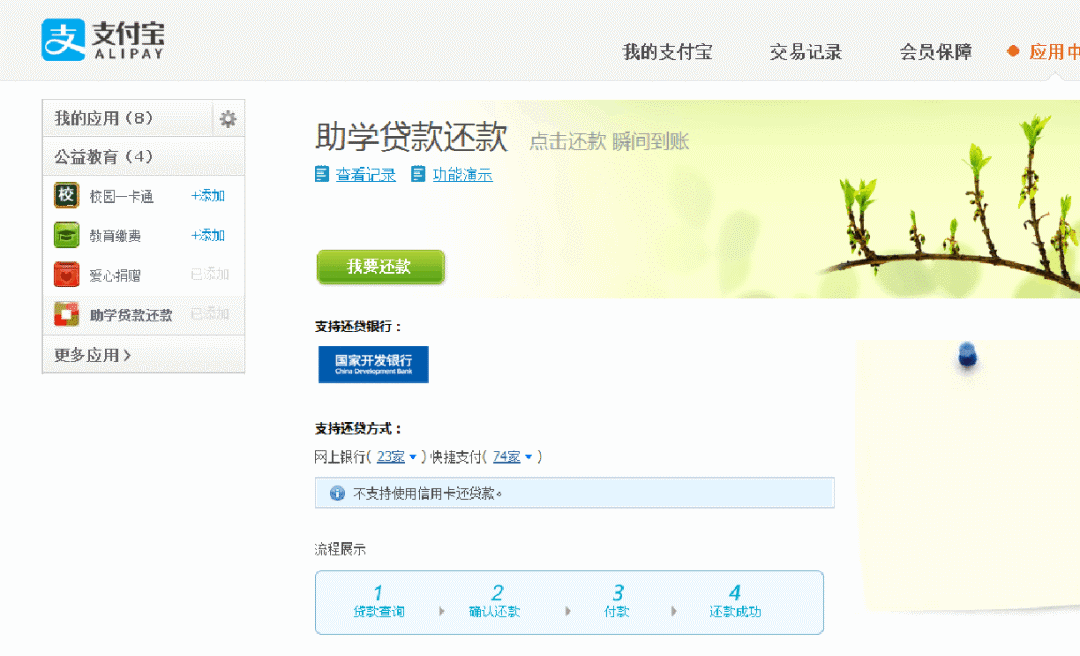 支 支付宝
ALIPAY
我的支付宝 交易记录 会员保障 应用中
我的应用（8）
公益教育（4）
校 校园一卡通 +添加
教育缴费 +添加
爱心捐赠 已添加
助学贷款还款 已添加
更多应用
助学贷款还款 点击还款 瞬间到账
查看记录 功能演示
我要还款
支持还贷银行：
国家开发银行
China Development Bank
支持还贷方式：
网上银行( 23家 ) 快捷支付( 74家 )
不支持使用信用卡还贷款。
流程展示
1 2 3 4
贷款查询 确认还款 付款 还款成功